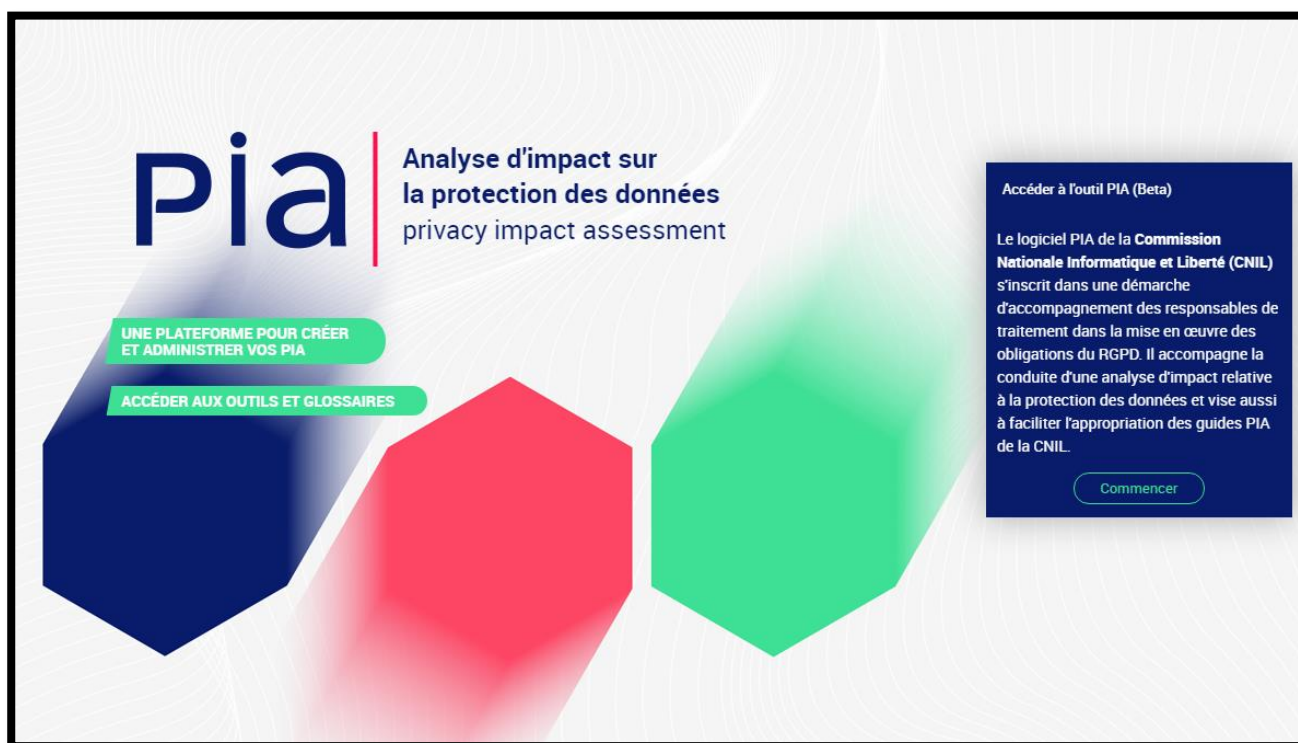 pia
Analyse d'impact sur
la protection des données
privacy impact assessment
UNE PLATEFORME POUR CRÉER
ET ADMINISTRER VOS PIA
ACCÉDER AUX OUTILS ET GLOSSAIRES
Accéder à l'outil PIA (Beta)
Le logiciel PIA de la Commission
Nationale Informatique et Liberté (CNIL)
s'inscrit dans une démarche
d'accompagnement des responsables de
traitement dans la mise en œuvre des
obligations du RGPD. Il accompagne la
conduite d'une analyse d'impact relative
à la protection des données et vise aussi
à faciliter l'appropriation des guides PIA
de la CNIL.
Commencer